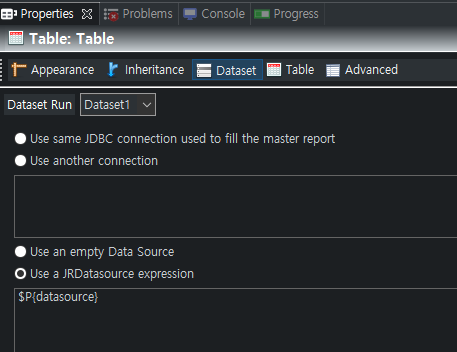 Properties Problems Console Progress
Table: Table
Appearance Inheritance Dataset Table Advanced
Dataset Run Dataset1
Use same JDBC connection used to fill the master report
Use another connection
Use an empty Data Source
Use a JRDatasource expression
$P{datasource}